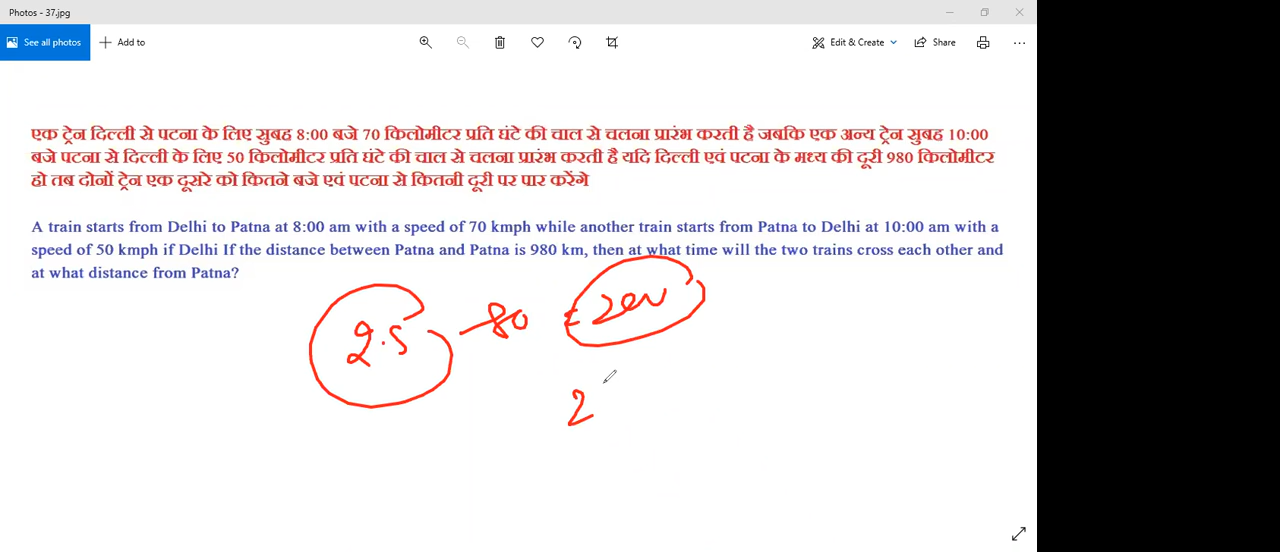 Photos - 37.jpg
See all photos
Add to
Edit & Create
Share
एक ट्रेन दिल्ली से पटना के लिए सुबह 8:00 बजे 70 किलोमीटर प्रति घंटे की चाल से चलना प्रारंभ करती है जबकि एक अन्य ट्रेन सुबह 10:00
बजे पटना से दिल्ली के लिए 50 किलोमीटर प्रति घंटे की चाल से चलना प्रारंभ करती है यदि दिल्ली एवं पटना के मध्य की दूरी 980 किलोमीटर
हो तब दोनों ट्रेन एक दूसरे को कितने बजे एवं पटना से कितनी दूरी पर पार करेंगे
A train starts from Delhi to Patna at 8:00 am with a speed of 70 kmph while another train starts from Patna to Delhi at 10:00 am with a
speed of 50 kmph if Delhi If the distance between Patna and Patna is 980 km, then at what time will the two trains cross each other and
at what distance from Patna?
2.5 80
2